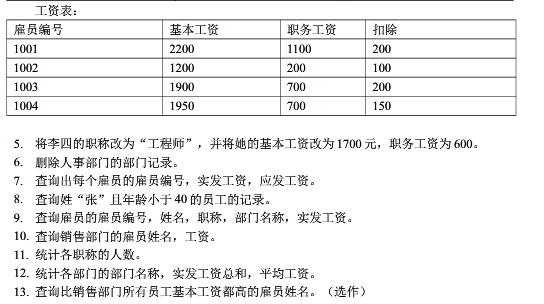 工资表：
雇员编号 基本工资 职务工资 扣除
1001 2200 1100 200
1002 1200 200 100
1003 1900 700 200
1004 1950 700 150
5. 将李四的职称改为“工程师”，并将她的基本工资改为1700元，职务工资为600。
6. 删除人事部门的部门记录。
7. 查询出每个雇员的雇员编号，实发工资，应发工资。
8. 查询姓“张”且年龄小于40的员工的记录。
9. 查询雇员的雇员编号，姓名，职称，部门名称，实发工资。
10. 查询销售部门的雇员姓名，工资。
11. 统计各职称的人数。
12. 统计各部门的部门名称，实发工资总和，平均工资。
13. 查询比销售部门所有员工基本工资都高的雇员姓名。（选作）